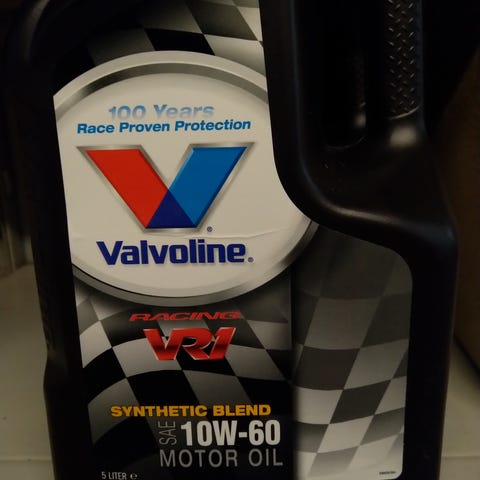 100 Years
Race Proven Protection
Valvoline®
RACING
VR1
SYNTHETIC BLEND
SAE 10W-60
MOTOR OIL
5 LITER ℮